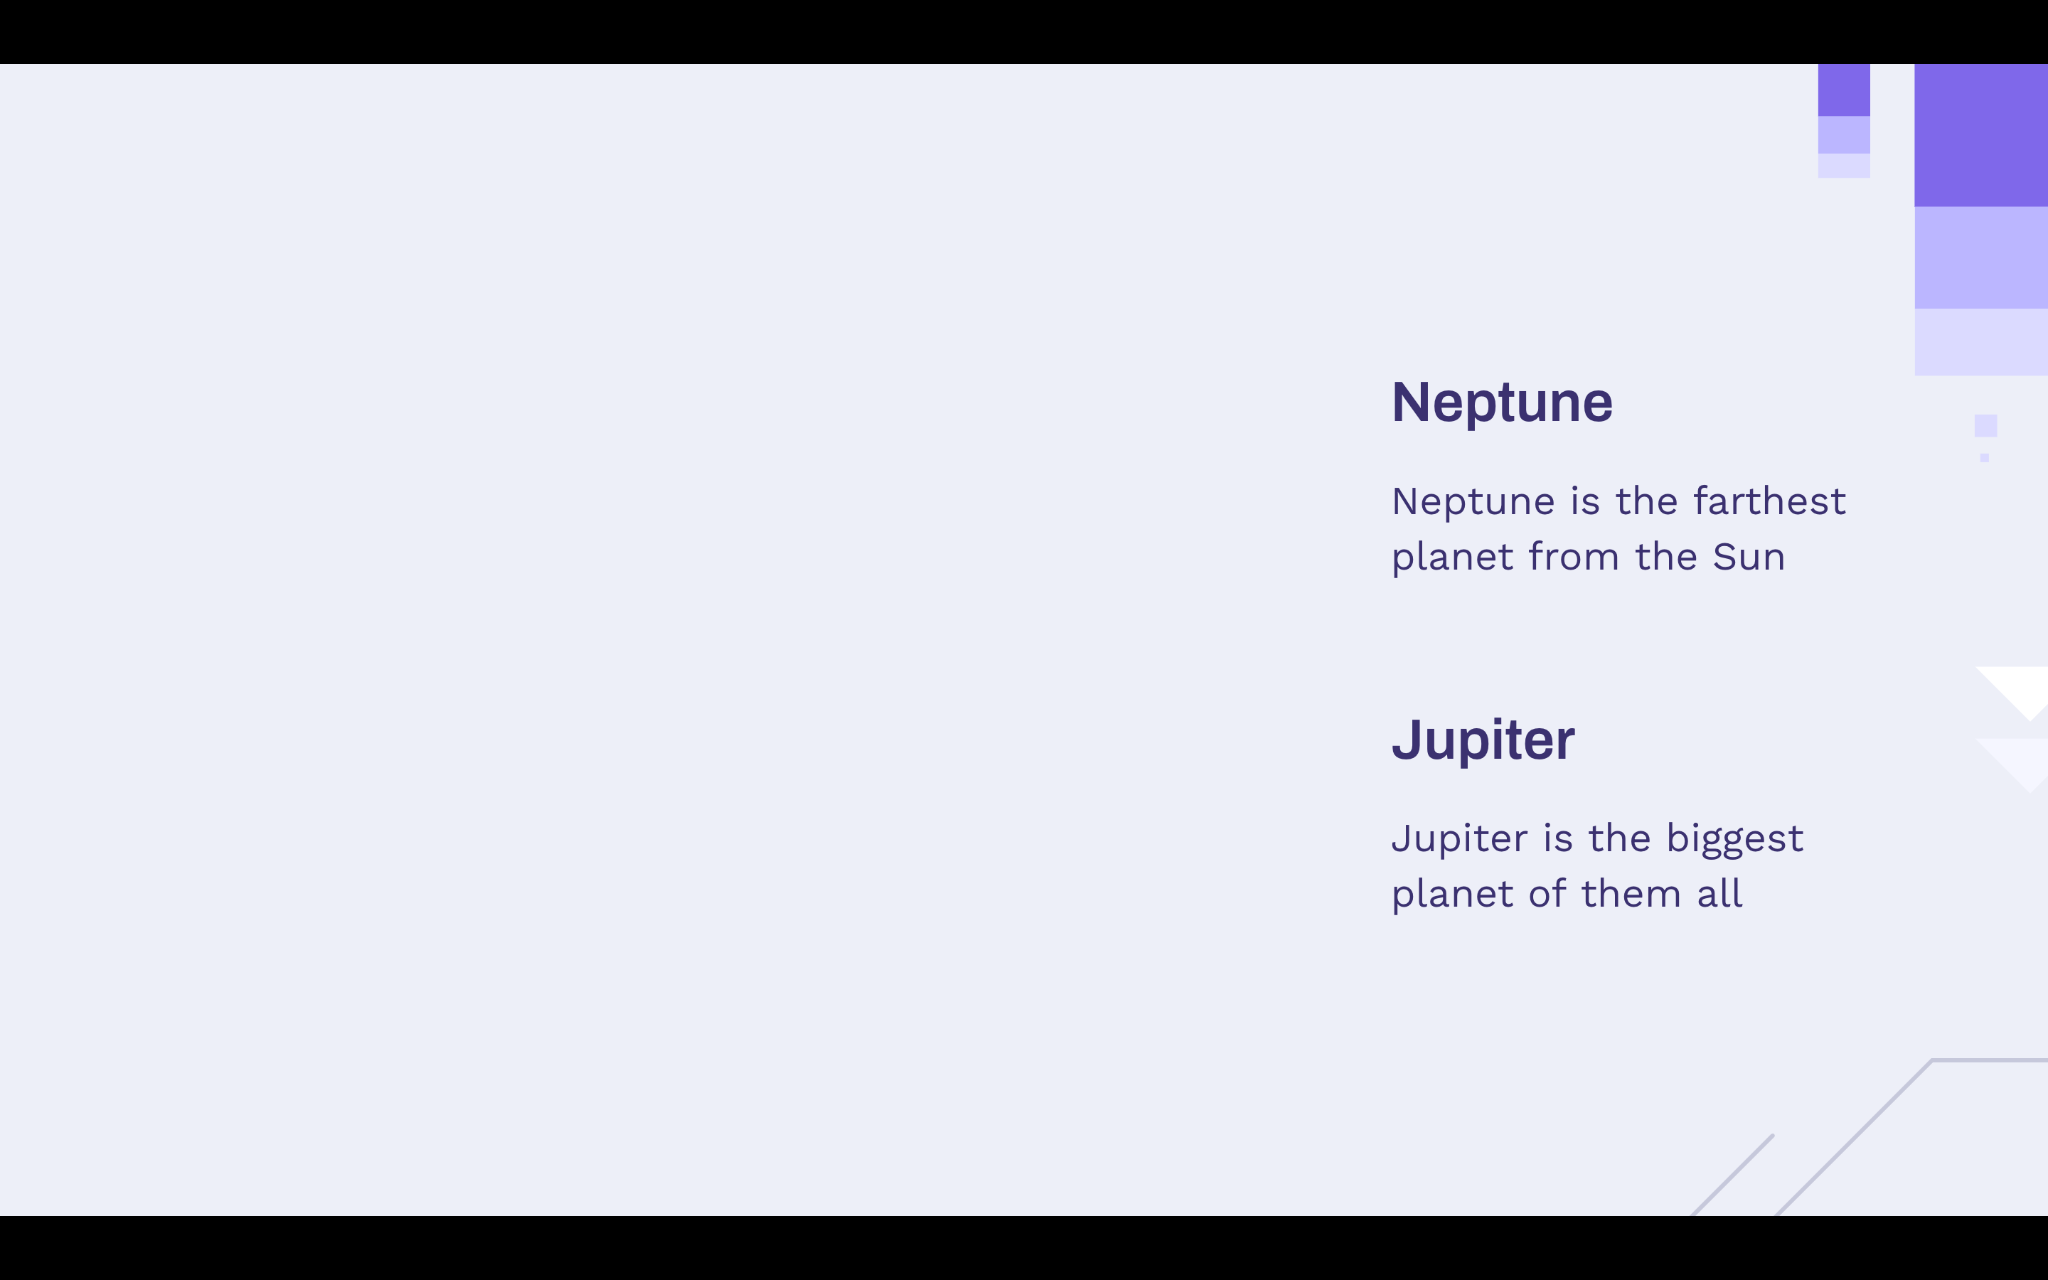 Neptune
Neptune is the farthest
planet from the Sun
Jupiter
Jupiter is the biggest
planet of them all